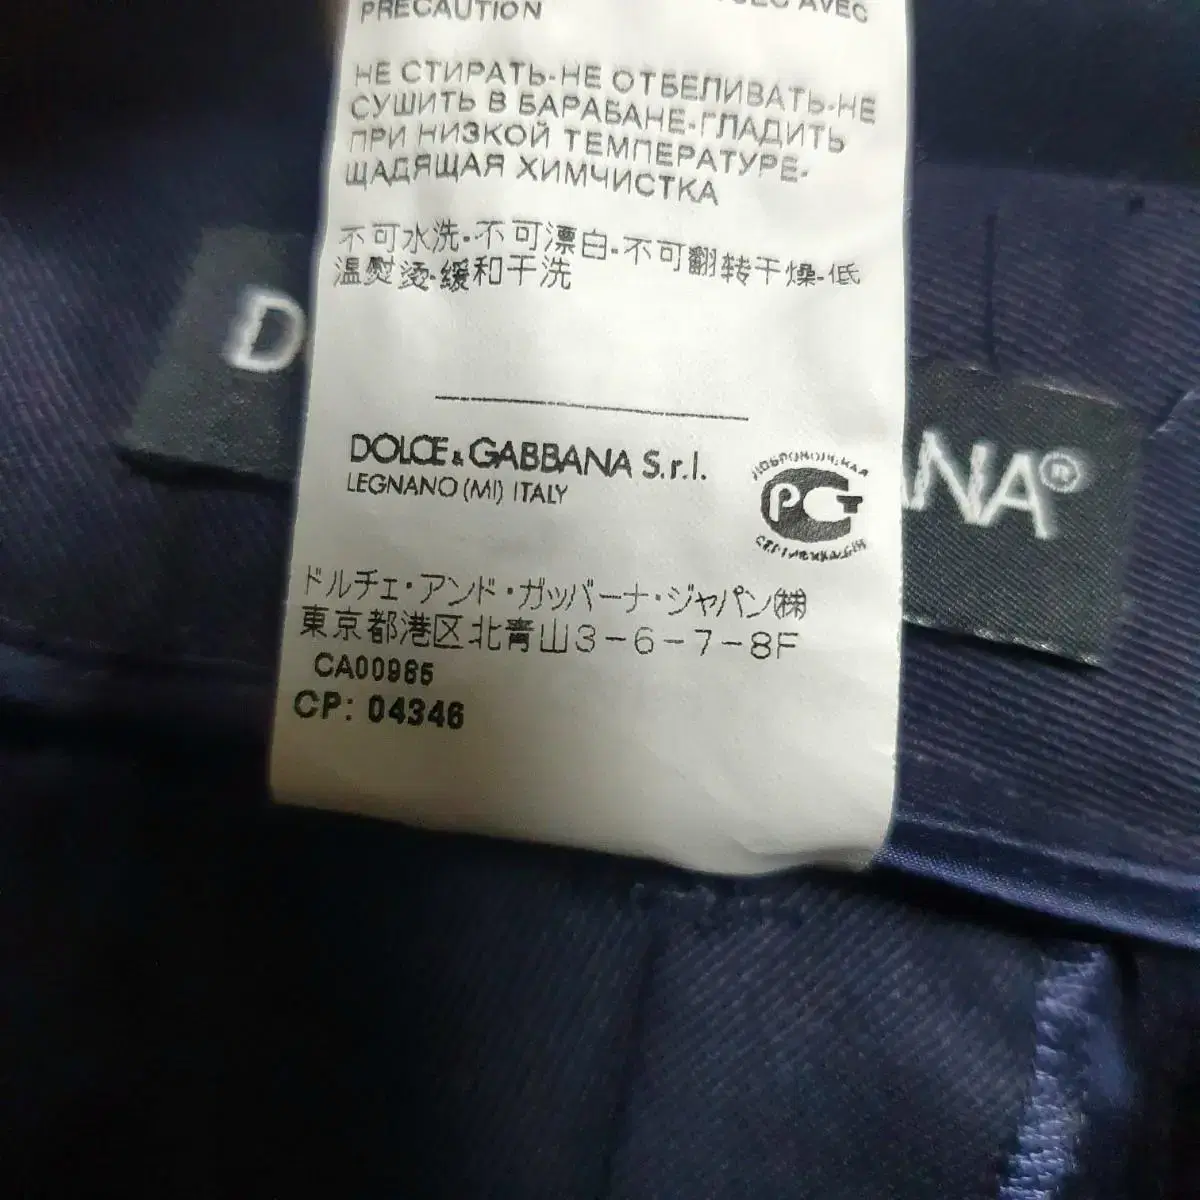 PRECAUTION AVEC
НЕ СТИРАТЬ-НЕ ОТБЕЛИВАТЬ-НЕ
СУШИТЬ В БАРАБАНЕ-ГЛАДИТЬ
ПРИ НИЗКОЙ ТЕМПЕРАТУРЕ-
ЩАДЯЩАЯ ХИМЧИСТКА
不可水洗-不可漂白-不可翻转干燥-低
温熨烫-缓和干洗
D
ANA®
DOLCE & GABBANA S.r.l.
LEGNANO (MI) ITALY
PCT
ドルチェ・アンド・ガッバーナ・ジャパン㈱
東京都港区北青山3-6-7-8F
CA00965
CP: 04346